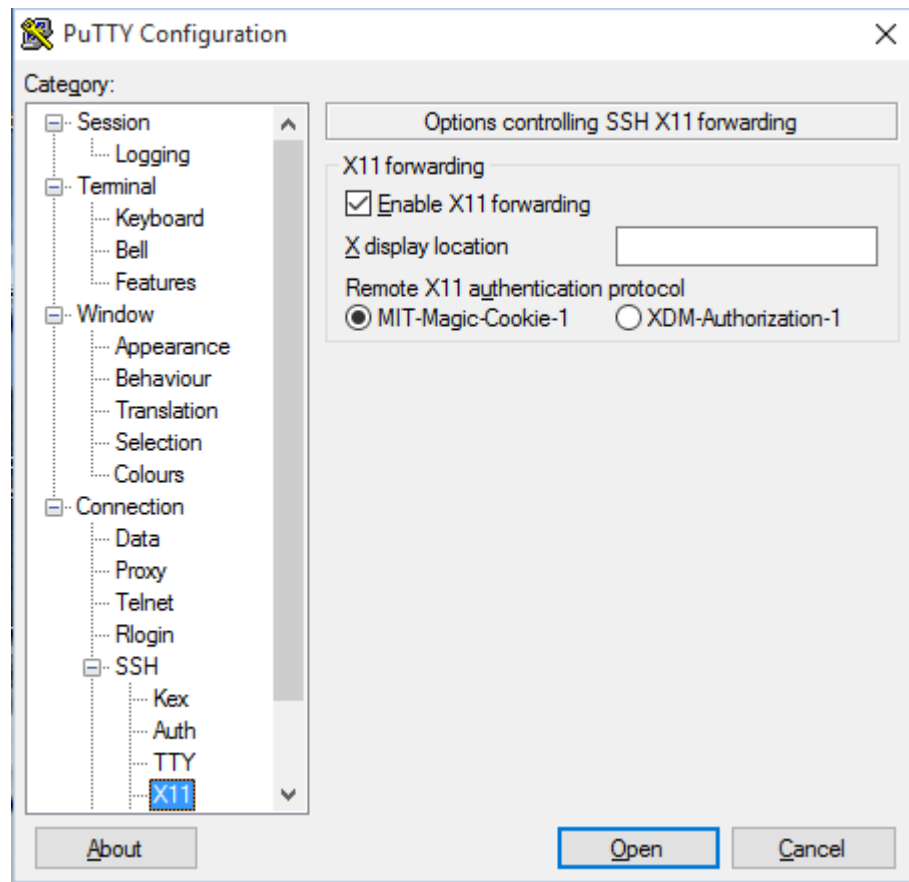 PuTTY Configuration
Category:
Session
Logging
Terminal
Keyboard
Bell
Features
Window
Appearance
Behaviour
Translation
Selection
Colours
Connection
Data
Proxy
Telnet
Rlogin
SSH
Kex
Auth
TTY
X11
Options controlling SSH X11 forwarding
X11 forwarding
Enable X11 forwarding
X display location
Remote X11 authentication protocol
MIT-Magic-Cookie-1 XDM-Authorization-1
About Open Cancel